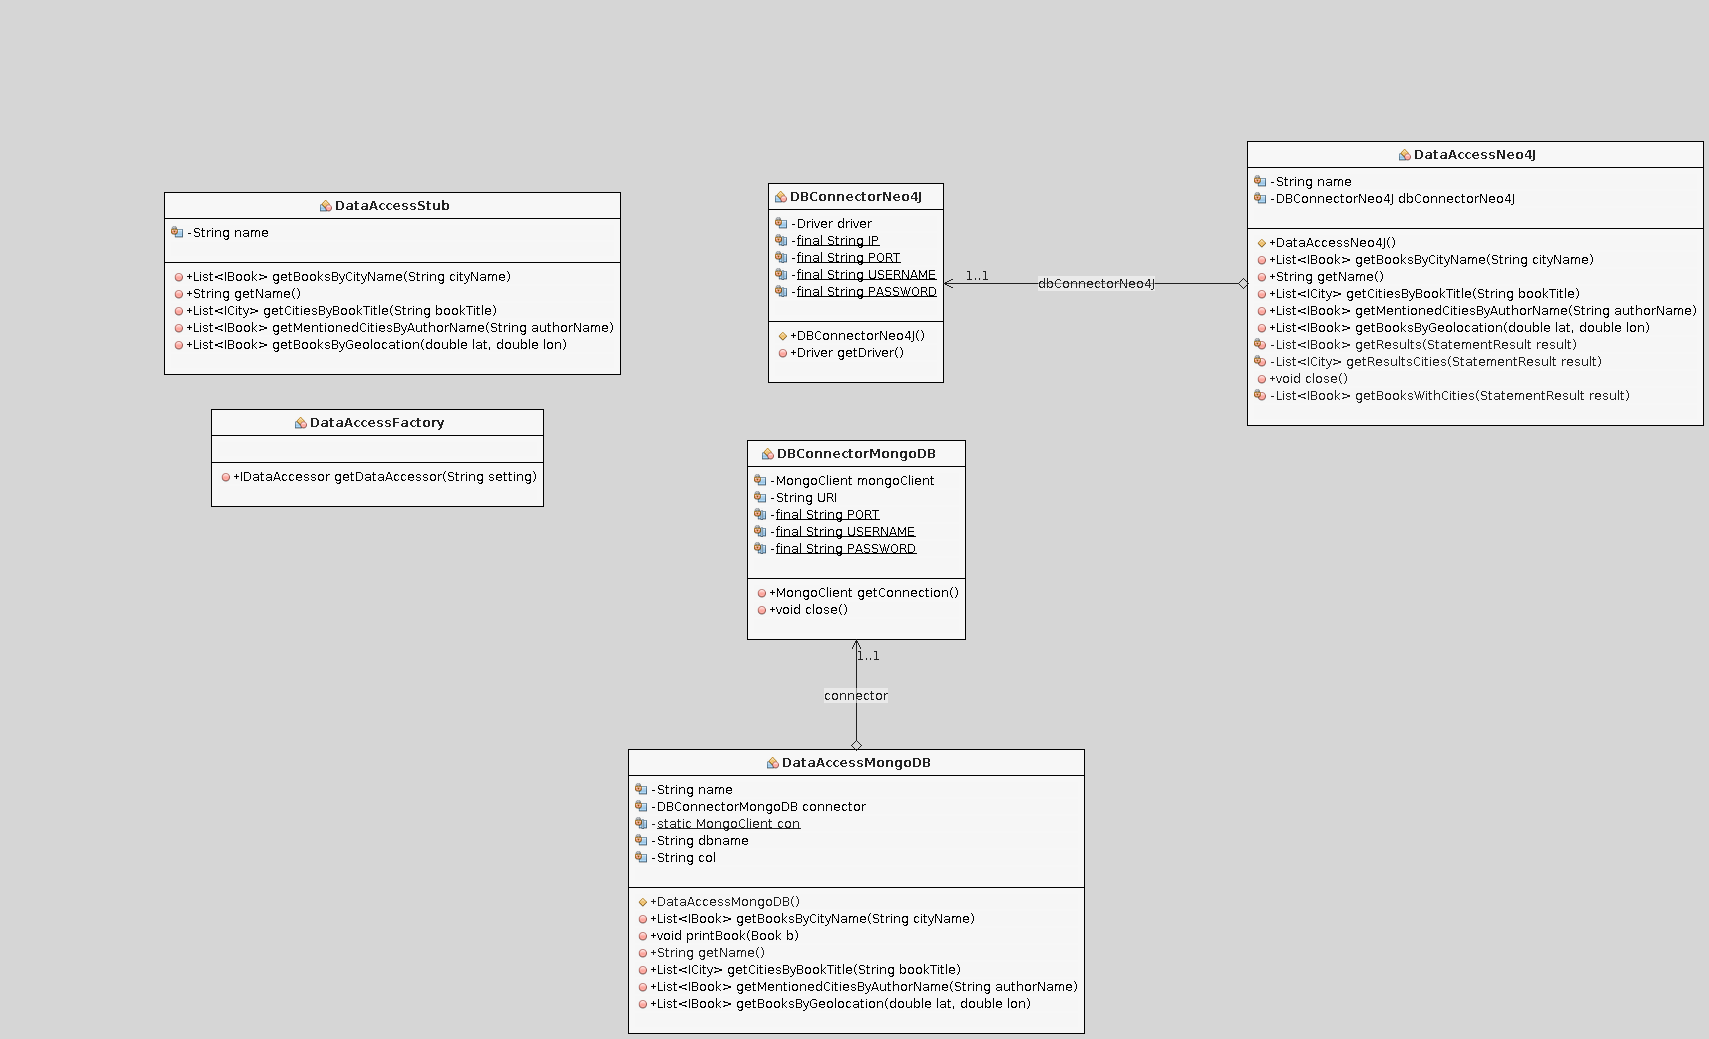 DataAccessStub
-String name
+List<IBook> getBooksByCityName(String cityName)
+String getName()
+List<ICity> getCitiesByBookTitle(String bookTitle)
+List<IBook> getMentionedCitiesByAuthorName(String authorName)
+List<IBook> getBooksByGeolocation(double lat, double lon)
DataAccessFactory
+IDataAccessor getDataAccessor(String setting)
DBConnectorNeo4J
-Driver driver
-final String IP
-final String PORT
-final String USERNAME
-final String PASSWORD
+DBConnectorNeo4J()
+Driver getDriver()
1..1
dbConnectorNeo4J
DataAccessNeo4J
-String name
-DBConnectorNeo4J dbConnectorNeo4J
+DataAccessNeo4J()
+List<IBook> getBooksByCityName(String cityName)
+String getName()
+List<ICity> getCitiesByBookTitle(String bookTitle)
+List<IBook> getMentionedCitiesByAuthorName(String authorName)
+List<IBook> getBooksByGeolocation(double lat, double lon)
-List<IBook> getResults(StatementResult result)
-List<ICity> getResultsCities(StatementResult result)
+void close()
-List<IBook> getBooksWithCities(StatementResult result)
DBConnectorMongoDB
-MongoClient mongoClient
-String URI
-final String PORT
-final String USERNAME
-final String PASSWORD
+MongoClient getConnection()
+void close()
1..1
connector
DataAccessMongoDB
-String name
-DBConnectorMongoDB connector
-static MongoClient con
-String dbname
-String col
+DataAccessMongoDB()
+List<IBook> getBooksByCityName(String cityName)
+void printBook(Book b)
+String getName()
+List<ICity> getCitiesByBookTitle(String bookTitle)
+List<IBook> getMentionedCitiesByAuthorName(String authorName)
+List<IBook> getBooksByGeolocation(double lat, double lon)